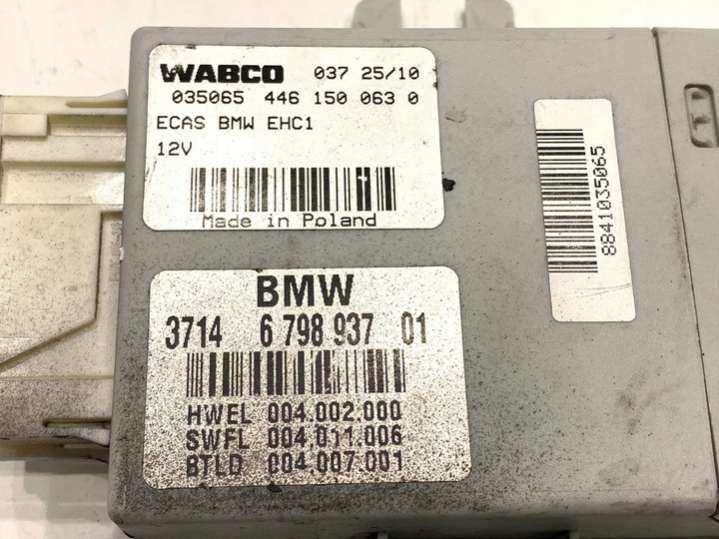 WABCO 037 25/10
035065 446 150 063 0
ECAS BMW EHC1
12V
Made in Poland
8841035065
BMW
3714 6 798 937 01
HWEL 004.002.000
SWFL 004.011.006
BTLD 004.007.001